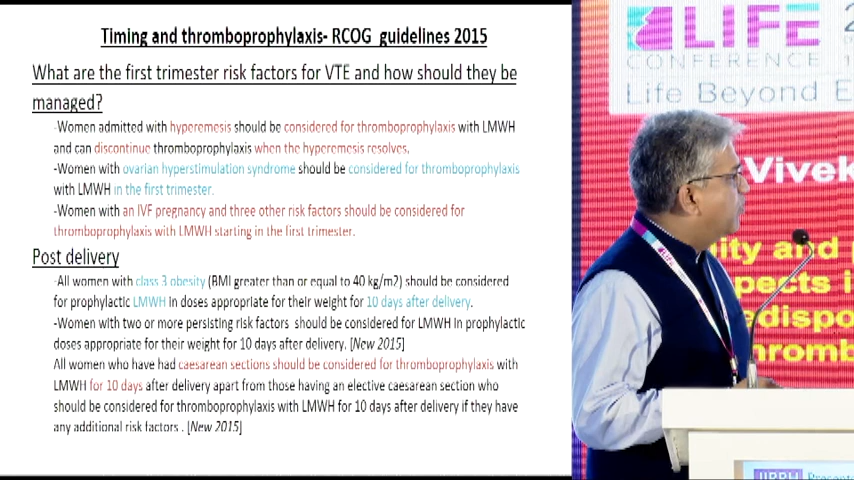 Timing and thromboprophylaxis- RCOG guidelines 2015
What are the first trimester risk factors for VTE and how should they be
managed?
-Women admitted with hyperemesis should be considered for thromboprophylaxis with LMWH
and can discontinue thromboprophylaxis when the hyperemesis resolves.
-Women with ovarian hyperstimulation syndrome should be considered for thromboprophylaxis
with LMWH in the first trimester.
-Women with an IVF pregnancy and three other risk factors should be considered for
thromboprophylaxis with LMWH starting in the first trimester.
Post delivery
-All women with class 3 obesity (BMI greater than or equal to 40 kg/m2) should be considered
for prophylactic LMWH in doses appropriate for their weight for 10 days after delivery.
-Women with two or more persisting risk factors should be considered for LMWH in prophylactic
doses appropriate for their weight for 10 days after delivery. [New 2015]
All women who have had caesarean sections should be considered for thromboprophylaxis with
LMWH for 10 days after delivery apart from those having an elective caesarean section who
should be considered for thromboprophylaxis with LMWH for 10 days after delivery if they have
any additional risk factors . [New 2015]
LIFE 2
CONFERENCE 1
Life Beyond E
Vivek
ity and
pects i
edispo
hromb
LIFE
Presente